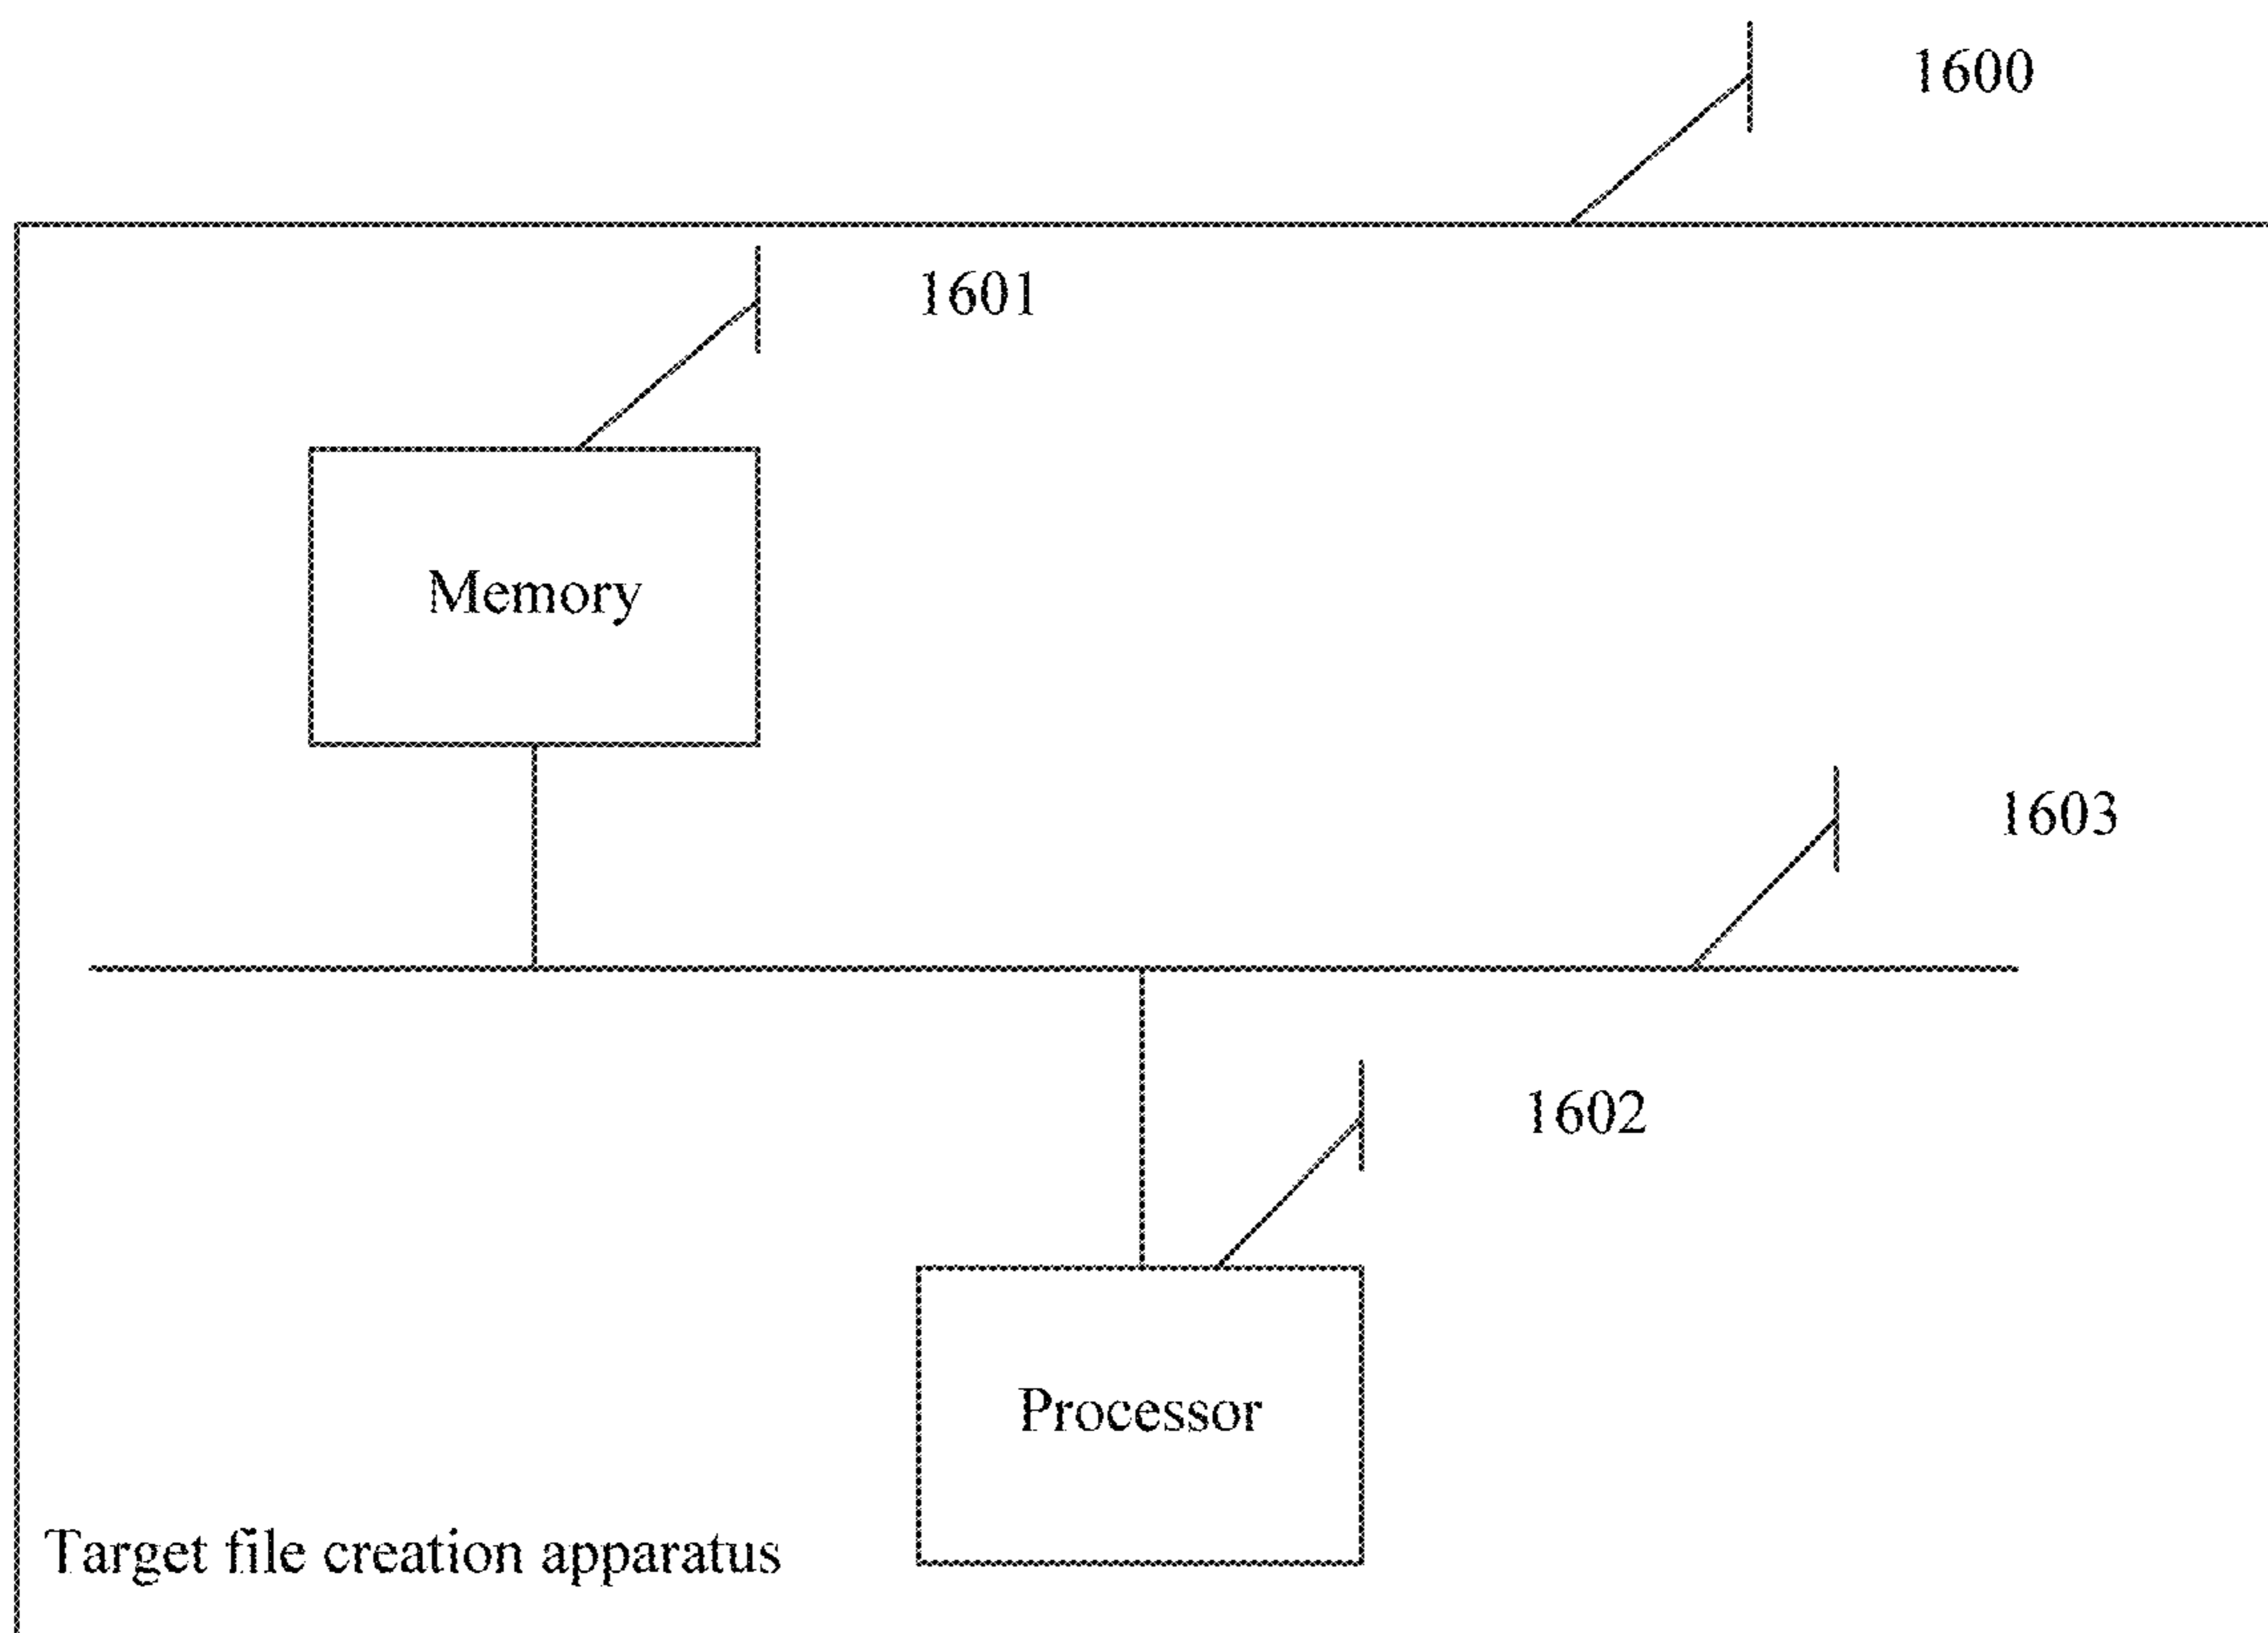 1600
1601
Memory
1603
1602
Processor
Target file creation apparatus